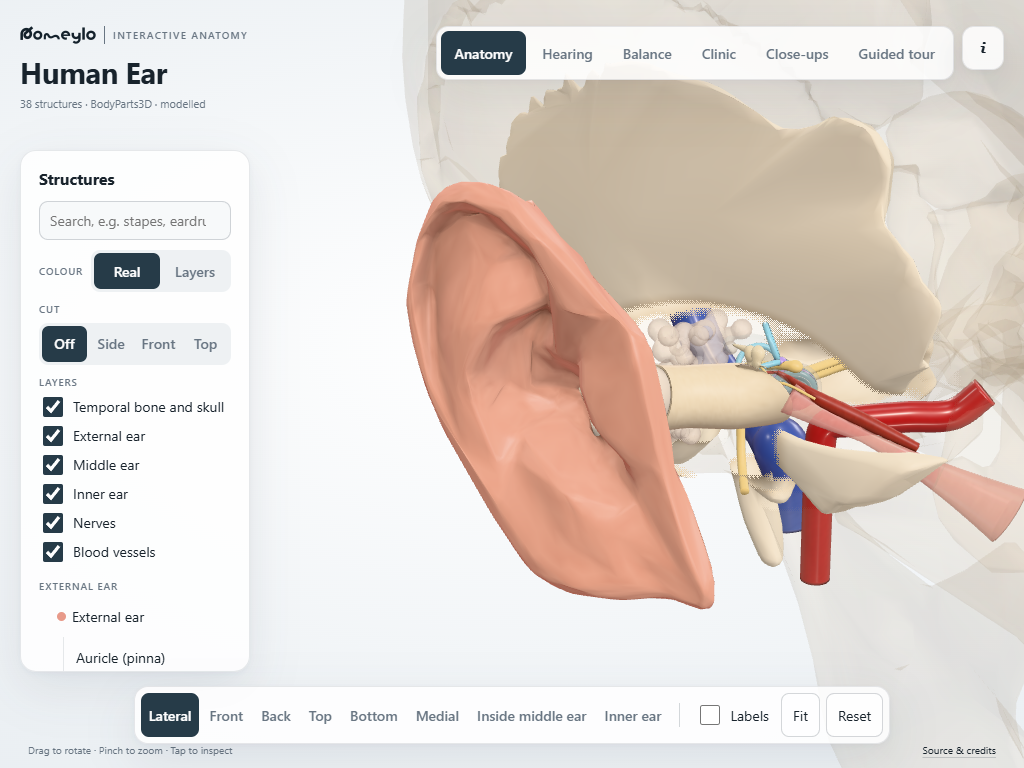 Pomeylo
INTERACTIVE ANATOMY
Human Ear
38 structures · BodyParts3D · modelled
Anatomy
Hearing
Balance
Clinic
Close-ups
Guided tour
i
Structures
Search, e.g. stapes, eardru
COLOUR
Real
Layers
CUT
Off
Side
Front
Top
LAYERS
Temporal bone and skull
External ear
Middle ear
Inner ear
Nerves
Blood vessels
EXTERNAL EAR
External ear
Auricle (pinna)
Lateral
Front
Back
Top
Bottom
Medial
Inside middle ear
Inner ear
Labels
Fit
Reset
Drag to rotate · Pinch to zoom · Tap to inspect
Source & credits